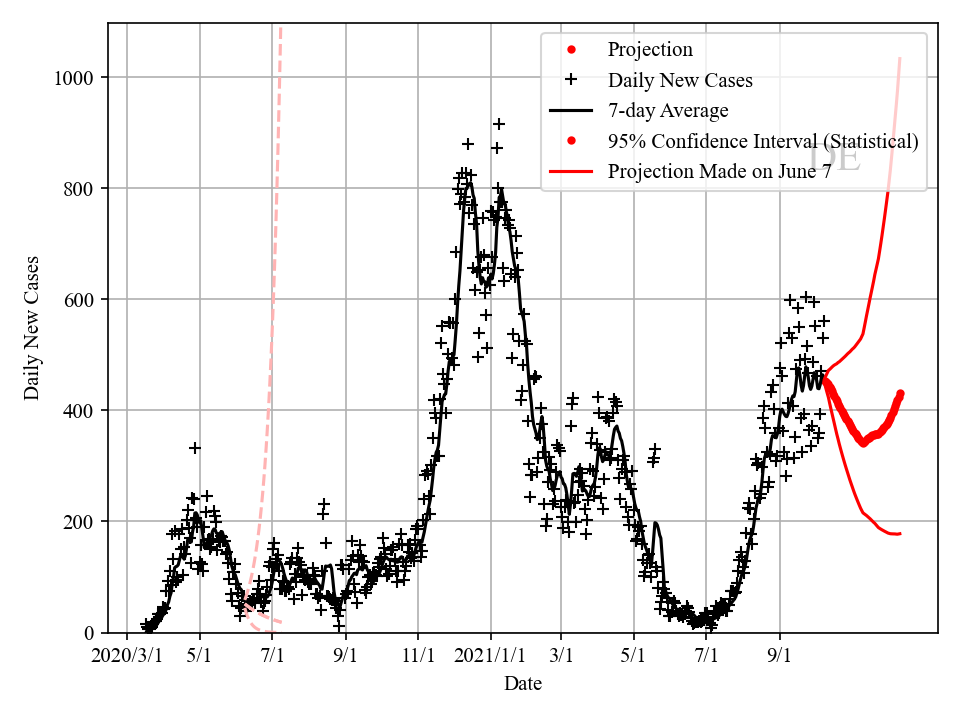 1000
800
600
400
200
0
Daily New Cases
Projection
Daily New Cases
7-day Average
95% Confidence Interval (Statistical)
DE
Projection Made on June 7
2020/3/1 5/1 7/1 9/1 11/1 2021/1/1 3/1 5/1 7/1 9/1
Date